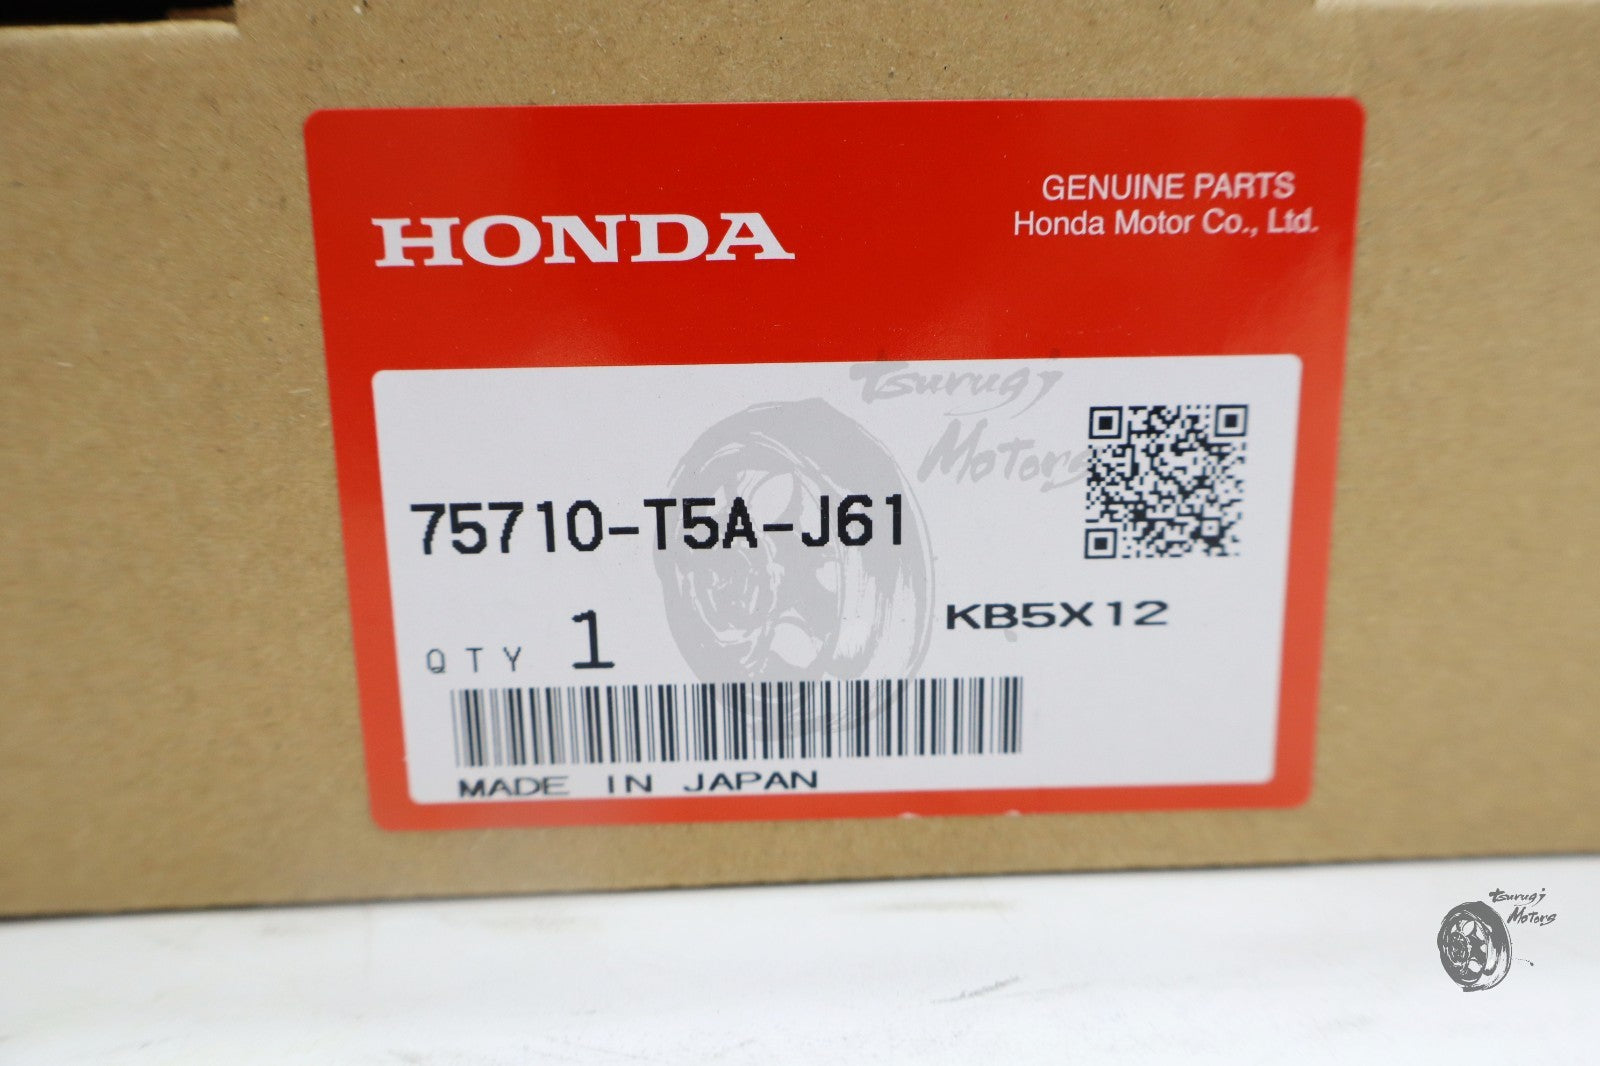 HONDA
GENUINE PARTS
Honda Motor Co., Ltd.
Tsurugi
Motors
75710-T5A-J61
KB5X12
QTY 1
MADE IN JAPAN
Tsurugi
Motors